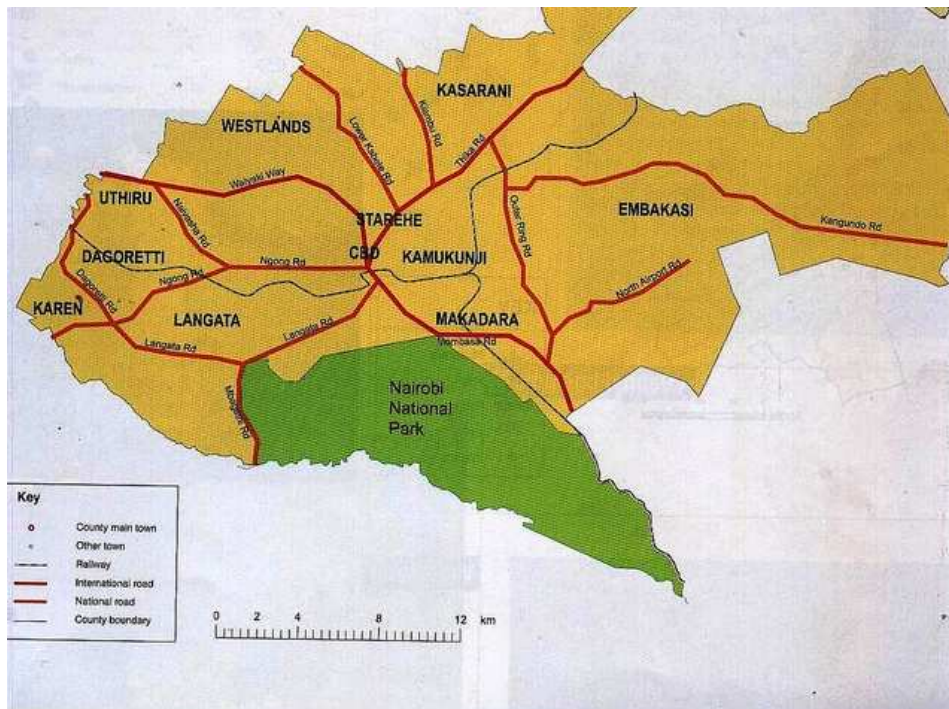 KASARANI
WESTLANDS
Lower Kabete Rd
Kiambu Rd
Thika Rd
Waiyaki Way
UTHIRU
Naivasha Rd
STAREHE
Outer Ring Rd
EMBAKASI
Kangundo Rd
DAGORETTI
CBD
KAMUKUNJI
Ngong Rd
Ngong Rd
Dagoretti Rd
North Airport Rd
KAREN
LANGATA
Langata Rd
MAKADARA
Mombasa Rd
Langata Rd
Magadi Rd
Nairobi
National
Park
Key
County main town
Other town
Railway
International road
National road
County boundary
0 2 4 8 12 km